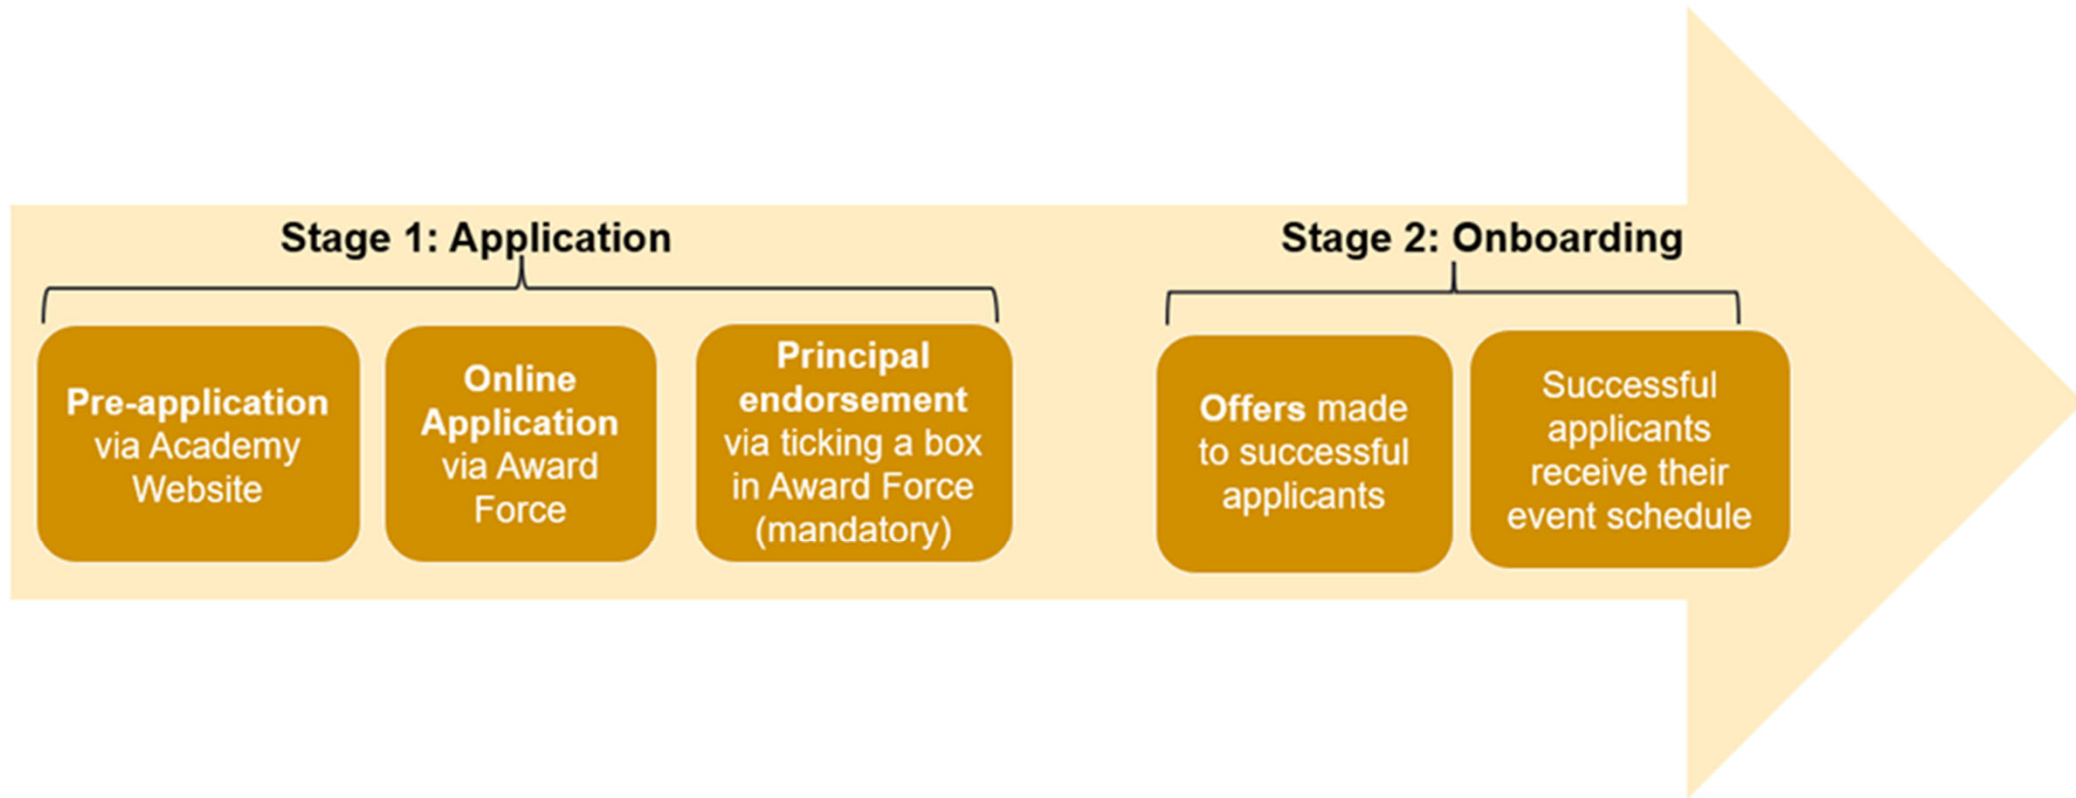 Stage 1: Application
Pre-application
via Academy
Website
Online
Application
via Award
Force
Principal
endorsement
via ticking a box
in Award Force
(mandatory)
Stage 2: Onboarding
Offers made
to successful
applicants
Successful
applicants
receive their
event schedule